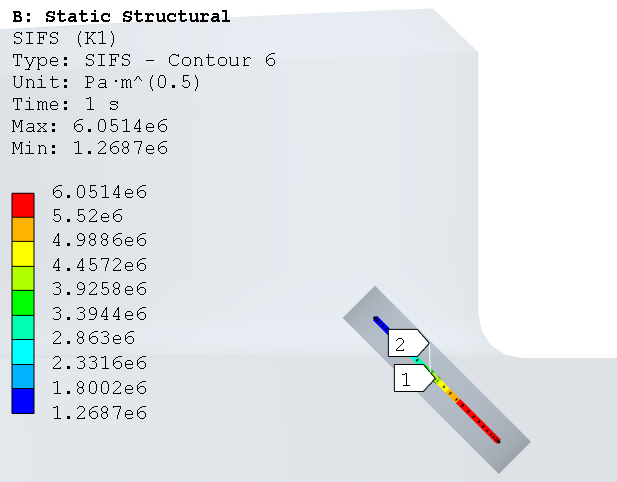 B: Static Structural
SIFS (K1)
Type: SIFS - Contour 6
Unit: Pa·m^(0.5)
Time: 1 s
Max: 6.0514e6
Min: 1.2687e6
6.0514e6
5.52e6
4.9886e6
4.4572e6
3.9258e6
3.3944e6
2.863e6
2.3316e6
1.8002e6
1.2687e6
2
1